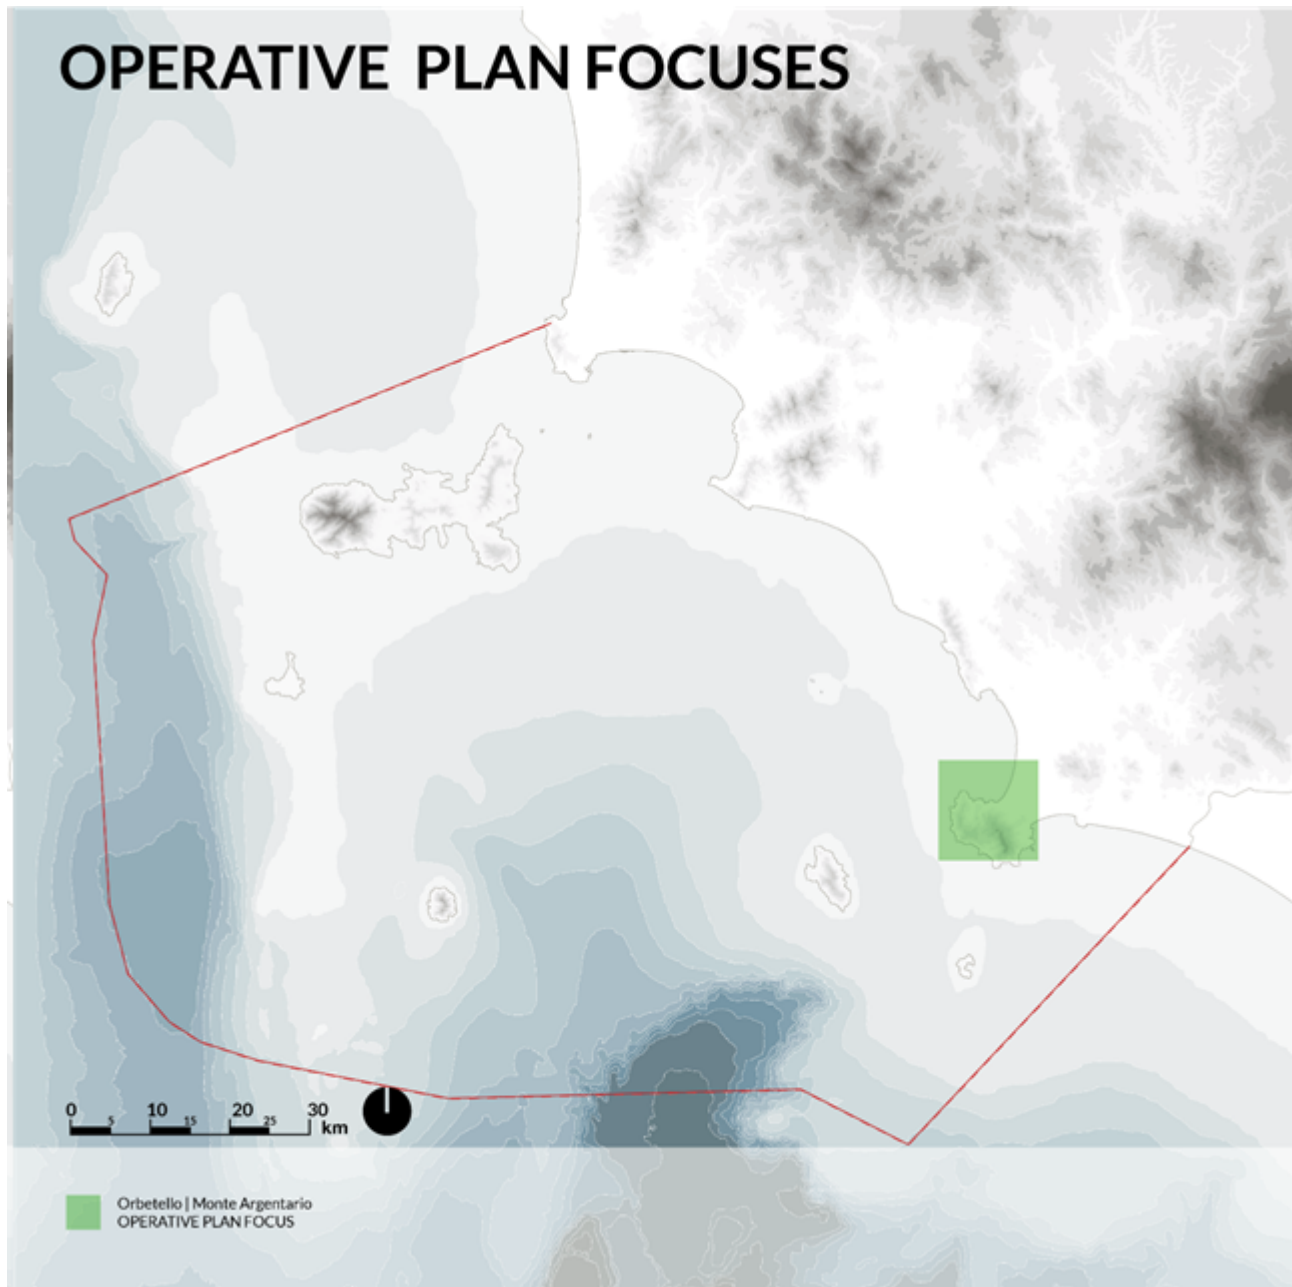 OPERATIVE PLAN FOCUSES
0 5 10 15 20 25 30 km
Orbetello | Monte Argentario
OPERATIVE PLAN FOCUS